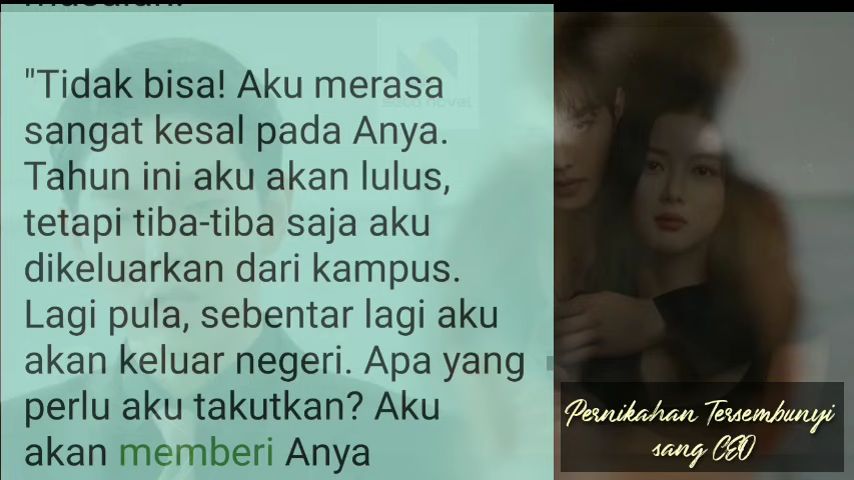 "Tidak bisa! Aku merasa
sangat kesal pada Anya.
Tahun ini aku akan lulus,
tetapi tiba-tiba saja aku
dikeluarkan dari kampus.
Lagi pula, sebentar lagi aku
akan keluar negeri. Apa yang
perlu aku takutkan? Aku
akan memberi Anya
Pernikahan Tersembunyi
sang CEO